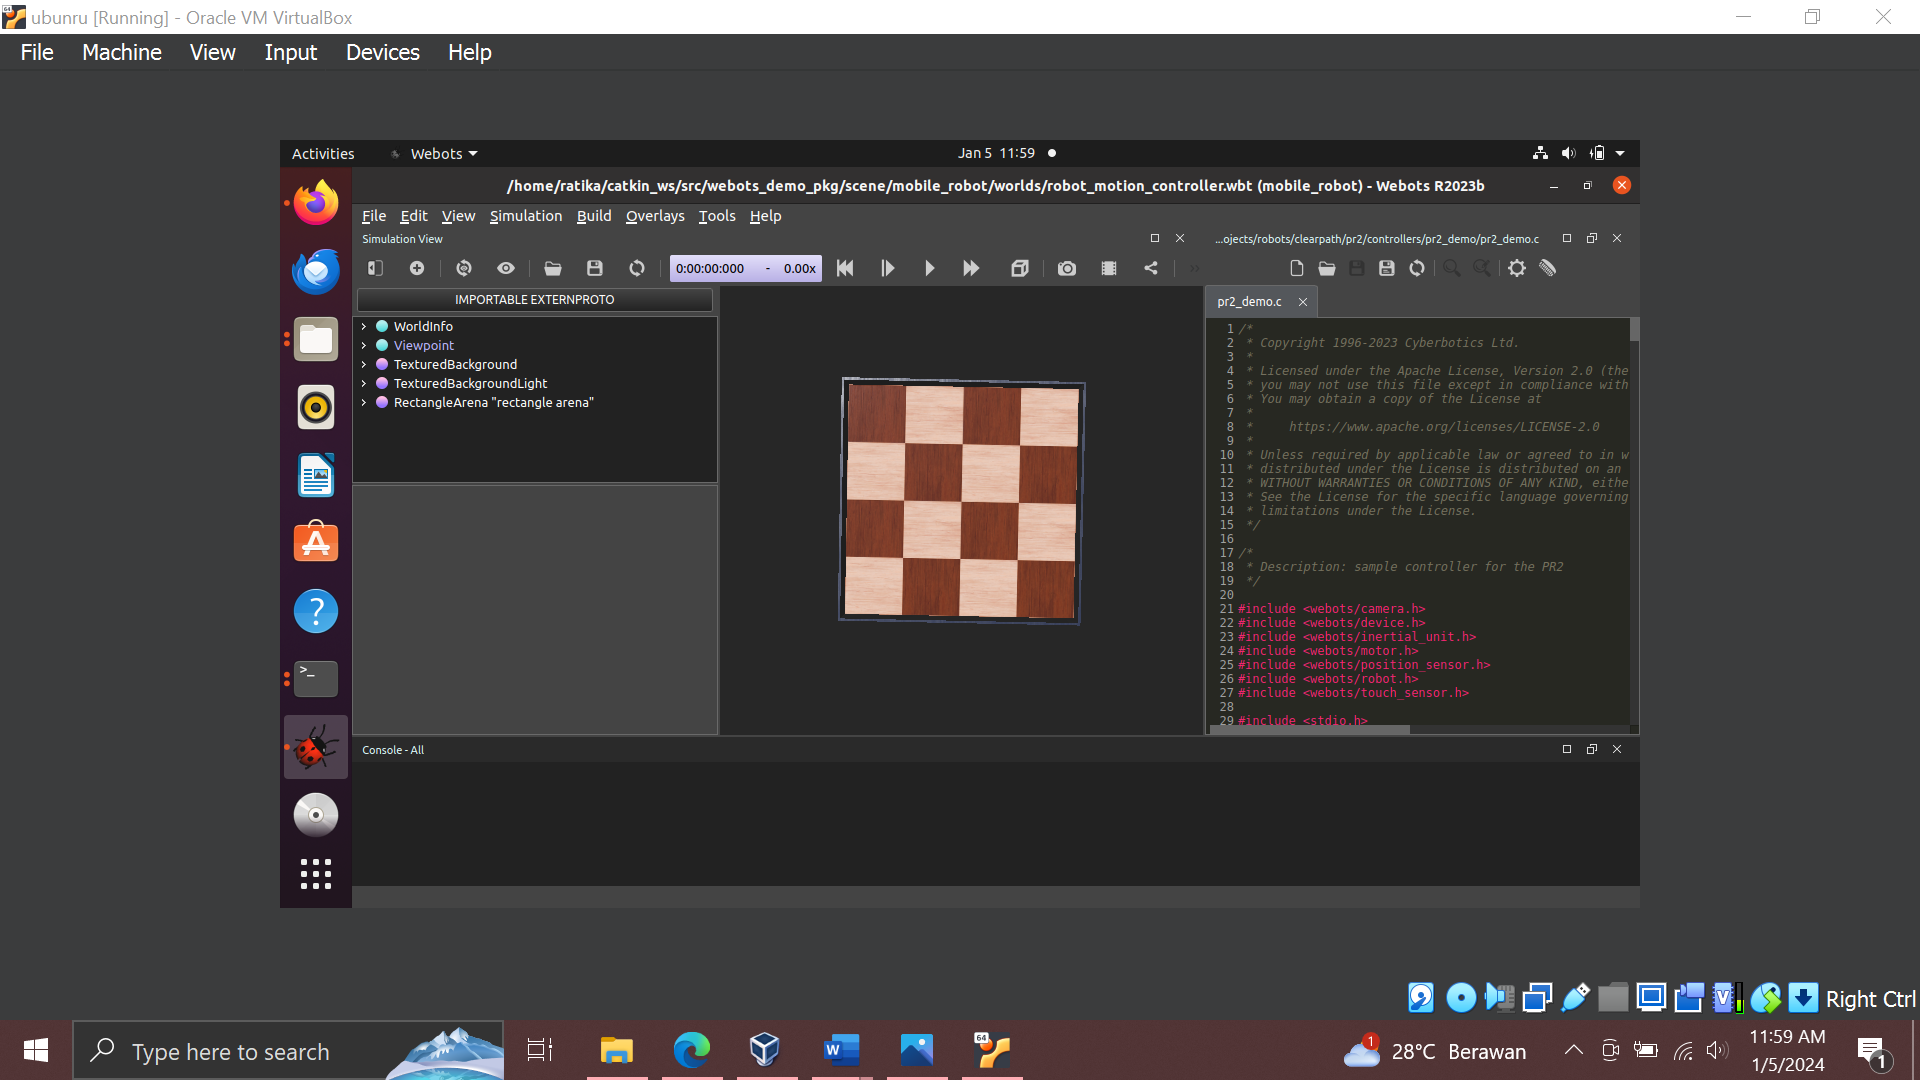 ubunru [Running] - Oracle VM VirtualBox
File Machine View Input Devices Help
Activities Webots Jan 5 11:59
/home/ratika/catkin_ws/src/webots_demo_pkg/scene/mobile_robot/worlds/robot_motion_controller.wbt (mobile_robot) - Webots R2023b
File Edit View Simulation Build Overlays Tools Help
Simulation View
...ojects/robots/clearpath/pr2/controllers/pr2_demo/pr2_demo.c
0:00:00:000 - 0.00x
IMPORTABLE EXTERNPROTO
WorldInfo
Viewpoint
TexturedBackground
TexturedBackgroundLight
RectangleArena "rectangle arena"
pr2_demo.c
1 /*
2 * Copyright 1996-2023 Cyberbotics Ltd.
3 *
4 * Licensed under the Apache License, Version 2.0 (the
5 * you may not use this file except in compliance with
6 * You may obtain a copy of the License at
7 *
8 * https://www.apache.org/licenses/LICENSE-2.0
9 *
10 * Unless required by applicable law or agreed to in w
11 * distributed under the License is distributed on an
12 * WITHOUT WARRANTIES OR CONDITIONS OF ANY KIND, eithe
13 * See the License for the specific language governing
14 * limitations under the License.
15 */
16
17 /*
18 * Description: sample controller for the PR2
19 */
20
21 #include <webots/camera.h>
22 #include <webots/device.h>
23 #include <webots/inertial_unit.h>
24 #include <webots/motor.h>
25 #include <webots/position_sensor.h>
26 #include <webots/robot.h>
27 #include <webots/touch_sensor.h>
28
29 #include <stdio.h>
Console - All
Right Ctrl
Type here to search
1
28°C Berawan
11:59 AM
1/5/2024
1